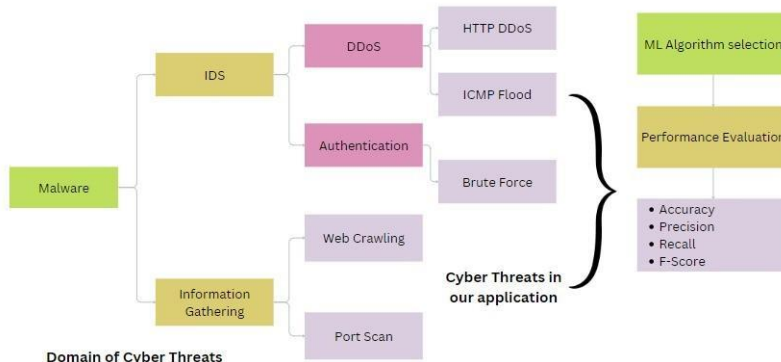 HTTP DDoS
DDoS
ML Algorithm selection
IDS
ICMP Flood
Authentication
Performance Evaluation
Malware
Brute Force
• Accuracy
• Precision
• Recall
• F-Score
Web Crawling
Cyber Threats in
our application
Information
Gathering
Port Scan
Domain of Cyber Threats